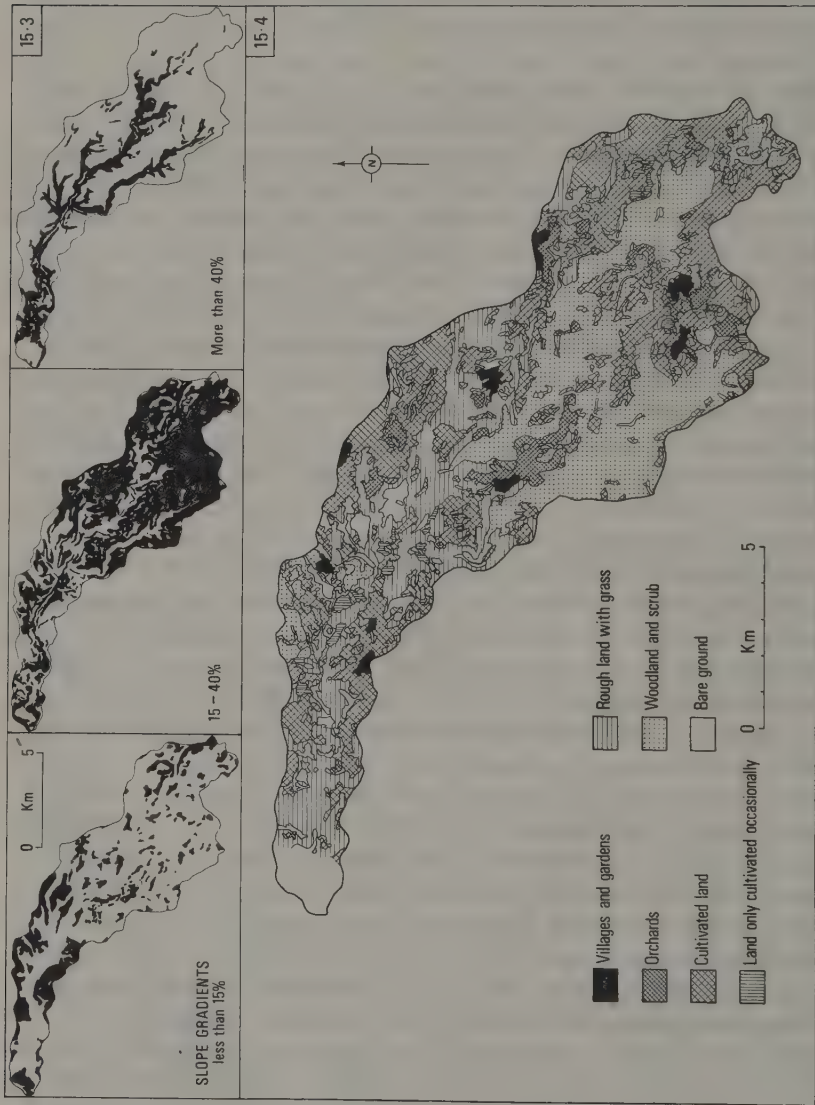 15·3
SLOPE GRADIENTS
less than 15%
0 Km 5
15 – 40%
More than 40%
15·4
N
Villages and gardens
Orchards
Cultivated land
Land only cultivated occasionally
Rough land with grass
Woodland and scrub
Bare ground
0 Km 5